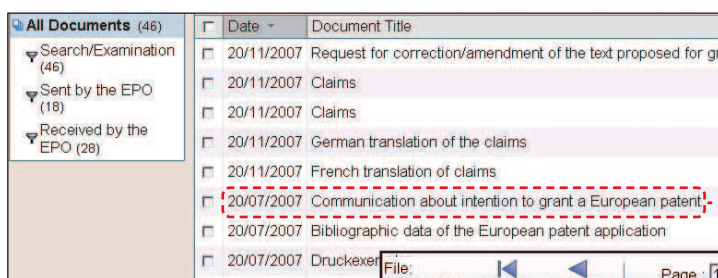 All Documents (46)
Search/Examination
(46)
Sent by the EPO
(18)
Received by the
EPO (28)
Date Document Title
20/11/2007 Request for correction/amendment of the text proposed for
20/11/2007 Claims
20/11/2007 Claims
20/11/2007 German translation of the claims
20/11/2007 French translation of claims
20/07/2007 Communication about intention to grant a European patent
20/07/2007 Bibliographic data of the European patent application
20/07/2007
File:
Page :